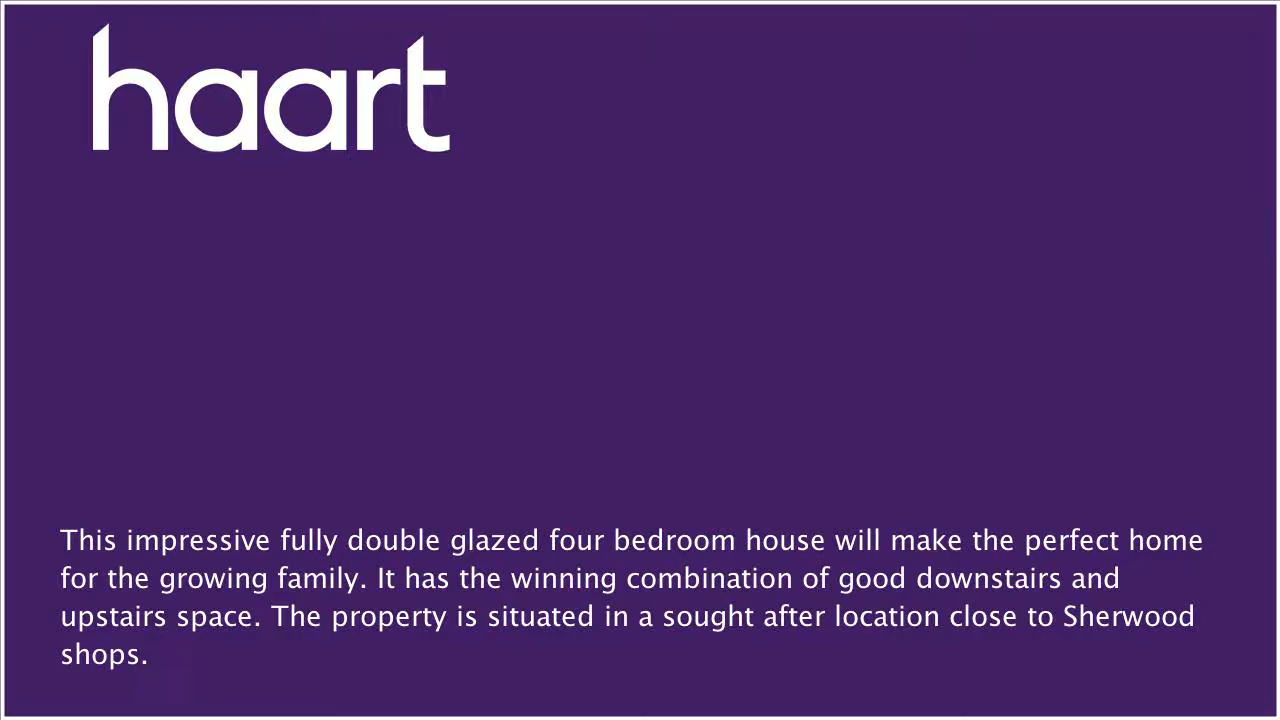 haart
This impressive fully double glazed four bedroom house will make the perfect home
for the growing family. It has the winning combination of good downstairs and
upstairs space. The property is situated in a sought after location close to Sherwood
shops.